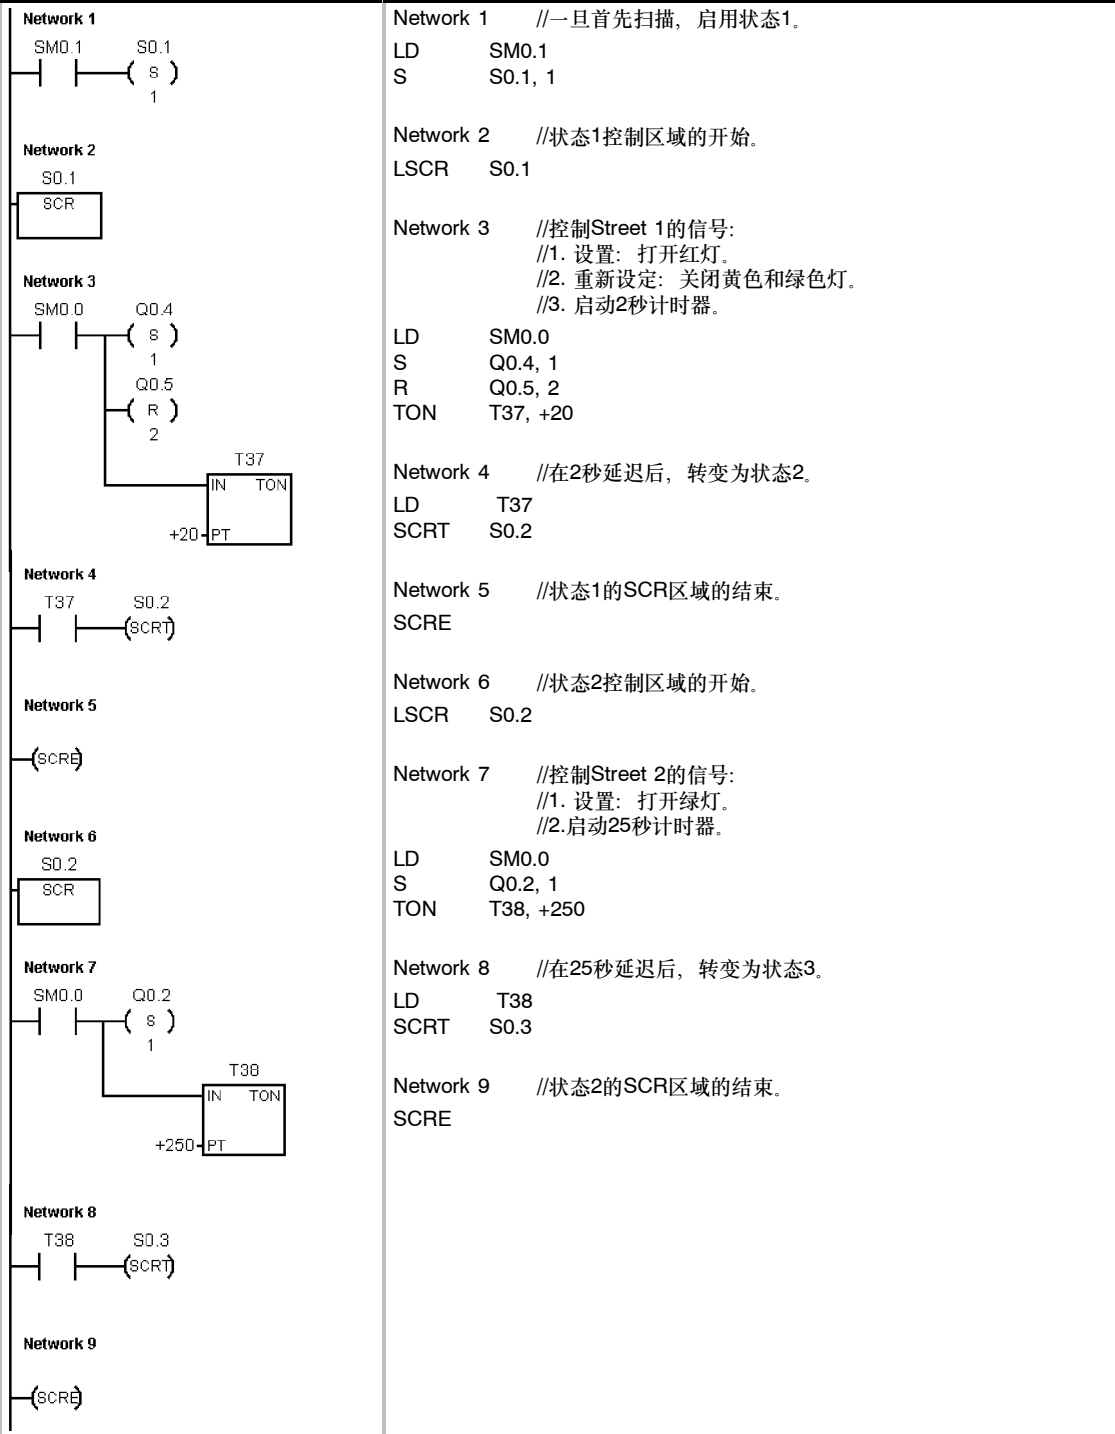 Network 1
SM0.1 S0.1
S
1
Network 2
S0.1
SCR
Network 3
SM0.0 Q0.4
S
1
Q0.5
R
2
T37
IN TON
+20 PT
Network 4
T37 S0.2
SCRT
Network 5
SCRE
Network 6
S0.2
SCR
Network 7
SM0.0 Q0.2
S
1
T38
IN TON
+250 PT
Network 8
T38 S0.3
SCRT
Network 9
SCRE
Network 1 //一旦首先扫描，启用状态1。
LD SM0.1
S S0.1, 1
Network 2 //状态1控制区域的开始。
LSCR S0.1
Network 3 //控制Street 1的信号:
//1. 设置：打开红灯。
//2. 重新设定：关闭黄色和绿色灯。
//3. 启动2秒计时器。
LD SM0.0
S Q0.4, 1
R Q0.5, 2
TON T37, +20
Network 4 //在2秒延迟后，转变为状态2。
LD T37
SCRT S0.2
Network 5 //状态1的SCR区域的结束。
SCRE
Network 6 //状态2控制区域的开始。
LSCR S0.2
Network 7 //控制Street 2的信号:
//1. 设置：打开绿灯。
//2.启动25秒计时器。
LD SM0.0
S Q0.2, 1
TON T38, +250
Network 8 //在25秒延迟后，转变为状态3。
LD T38
SCRT S0.3
Network 9 //状态2的SCR区域的结束。
SCRE